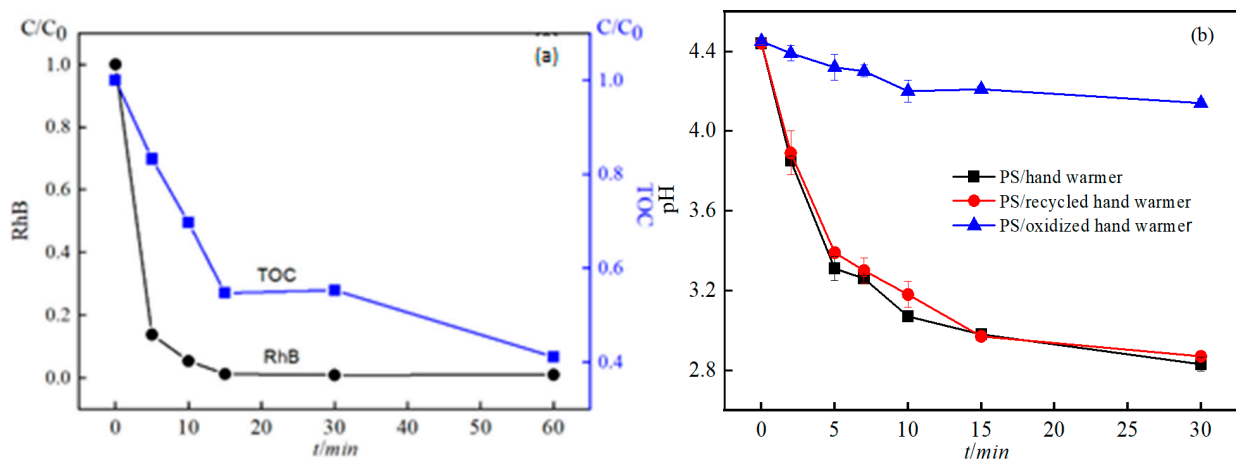 C/C0
C/C0
(a)
1.0
0.8
0.6
0.4
0.2
0.0
RhB
1.0
0.8
0.6
0.4
TOC
TOC
RhB
0
10
20
30
40
50
60
t/min
(b)
4.4
4.0
3.6
3.2
2.8
pH
PS/hand warmer
PS/recycled hand warmer
PS/oxidized hand warmer
0
5
10
15
20
25
30
t/min